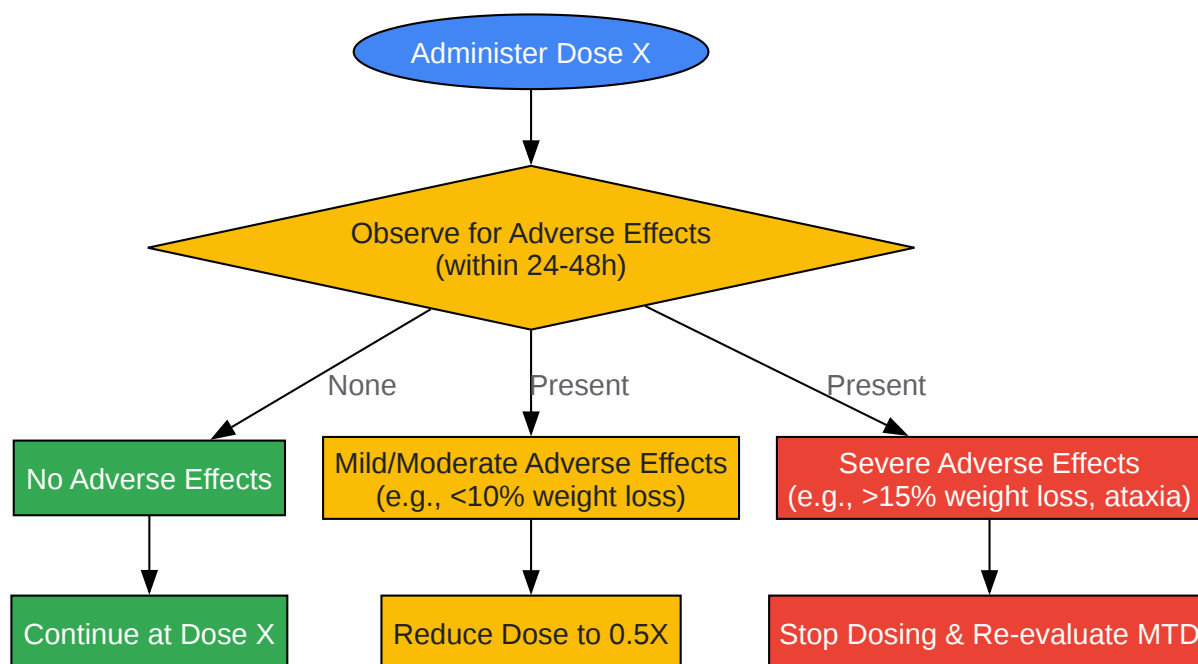 Administer Dose X
Observe for Adverse Effects
(within 24-48h)
None
Present
Present
No Adverse Effects
Mild/Moderate Adverse Effects
(e.g., <10% weight loss)
Severe Adverse Effects
(e.g., >15% weight loss, ataxia)
Continue at Dose X
Reduce Dose to 0.5X
Stop Dosing & Re-evaluate MTD